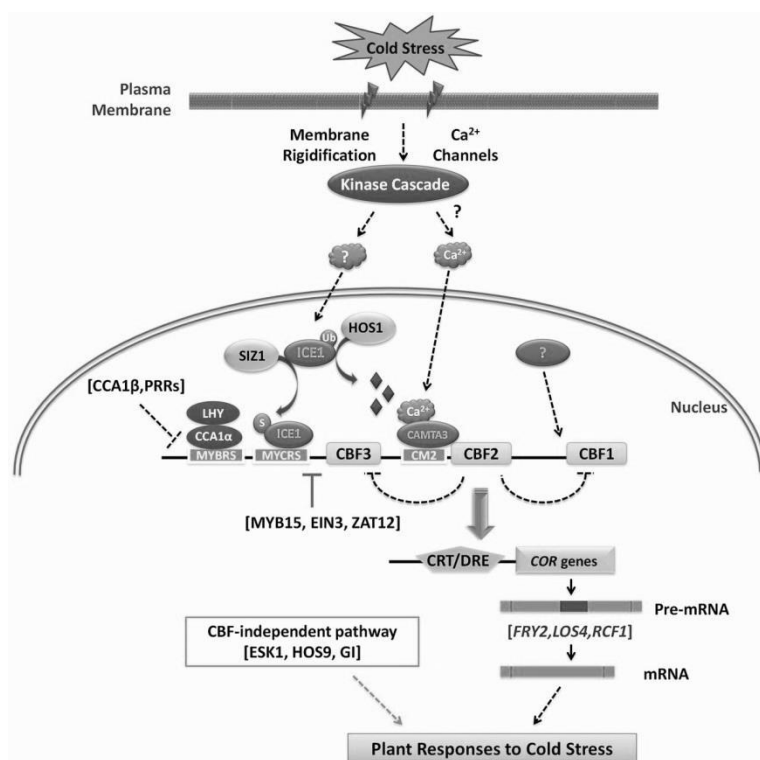 Cold Stress
Plasma
Membrane
Membrane
Rigidification
Ca²⁺
Channels
Kinase Cascade
?
?
Ca²⁺
HOS1
Ub
SIZ1
ICE1
?
[CCA1β,PRRs]
Nucleus
LHY
Ca²⁺
S
ICE1
CCA1α
CAMTA3
MYBRS
MYCRS
CBF3
CM2
CBF2
CBF1
[MYB15, EIN3, ZAT12]
CRT/DRE
COR genes
Pre-mRNA
[FRY2,LOS4,RCF1]
CBF-independent pathway
[ESK1, HOS9, GI]
mRNA
Plant Responses to Cold Stress